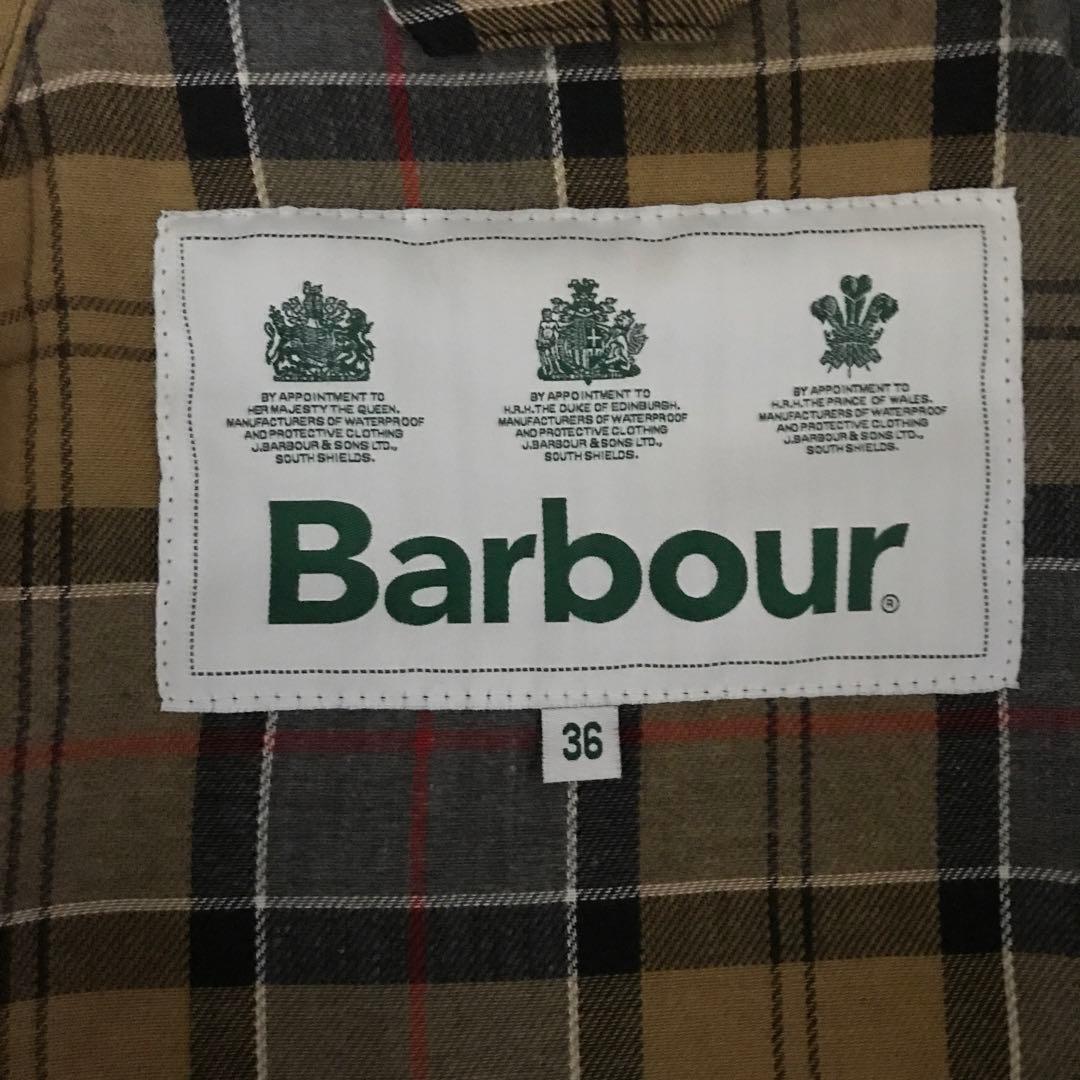 BY APPOINTMENT TO
HER MAJESTY THE QUEEN.
MANUFACTURERS OF WATERPROOF
AND PROTECTIVE CLOTHING
J.BARBOUR & SONS LTD.,
SOUTH SHIELDS.
BY APPOINTMENT TO
H.R.H.THE DUKE OF EDINBURGH.
MANUFACTURERS OF WATERPROOF
AND PROTECTIVE CLOTHING
J.BARBOUR & SONS LTD.,
SOUTH SHIELDS.
BY APPOINTMENT TO
H.R.H.THE PRINCE OF WALES.
MANUFACTURERS OF WATERPROOF
AND PROTECTIVE CLOTHING
J.BARBOUR & SONS LTD.,
SOUTH SHIELDS.
Barbour®
36